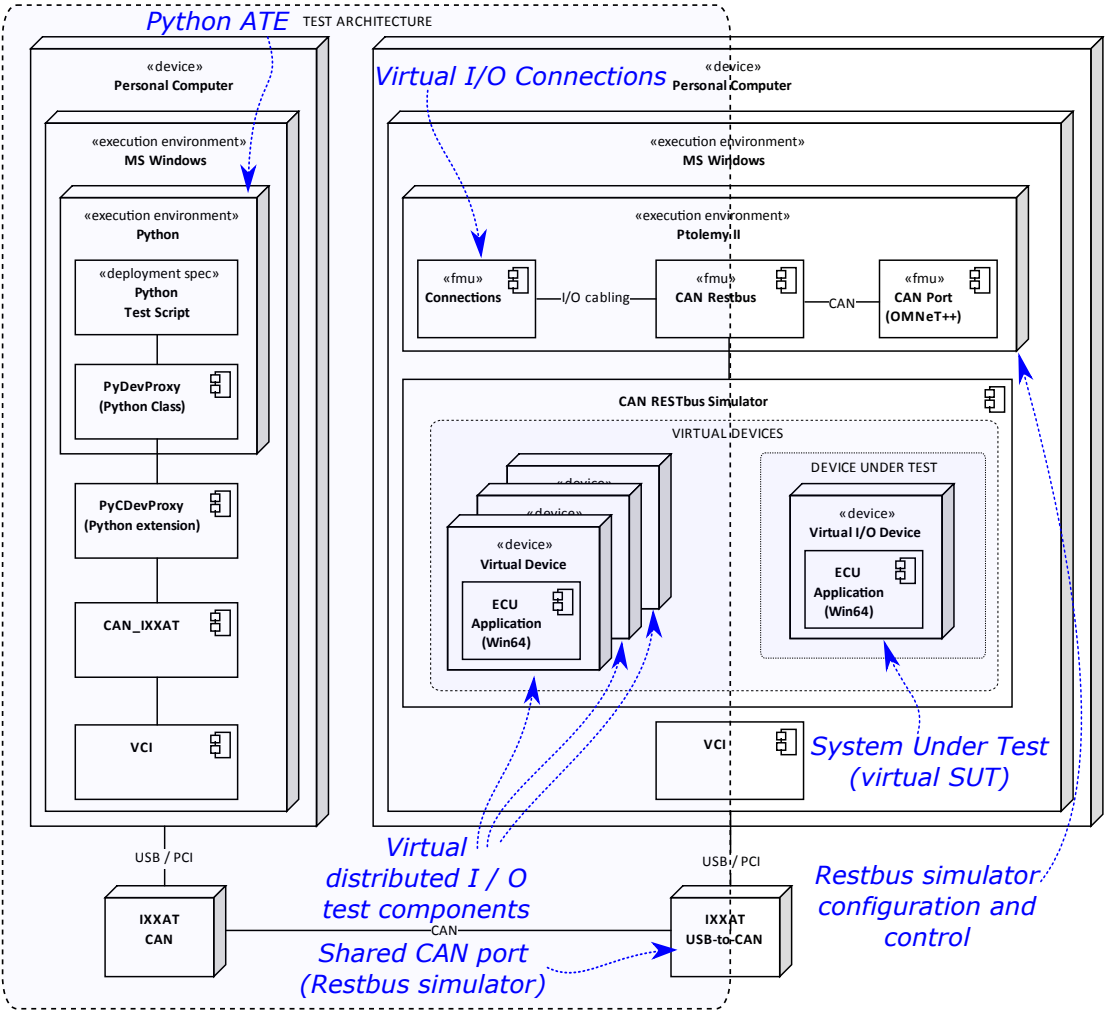 Python ATE
TEST ARCHITECTURE
«device»
Personal Computer
«execution environment»
MS Windows
«execution environment»
Python
«deployment spec»
Python
Test Script
PyDevProxy
(Python Class)
PyCDevProxy
(Python extension)
CAN_IXXAT
VCI
USB / PCI
IXXAT
CAN
Virtual I/O Connections
«device»
Personal Computer
«execution environment»
MS Windows
«execution environment»
Ptolemy II
«fmu»
Connections
I/O cabling
«fmu»
CAN Restbus
CAN
«fmu»
CAN Port
(OMNeT++)
CAN RESTbus Simulator
VIRTUAL DEVICES
«device»
«device»
«device»
Virtual Device
ECU
Application
(Win64)
DEVICE UNDER TEST
«device»
Virtual I/O Device
ECU
Application
(Win64)
VCI
System Under Test
(virtual SUT)
Virtual
distributed I / O
test components
USB / PCI
Restbus simulator
configuration and
control
CAN
IXXAT
USB-to-CAN
Shared CAN port
(Restbus simulator)